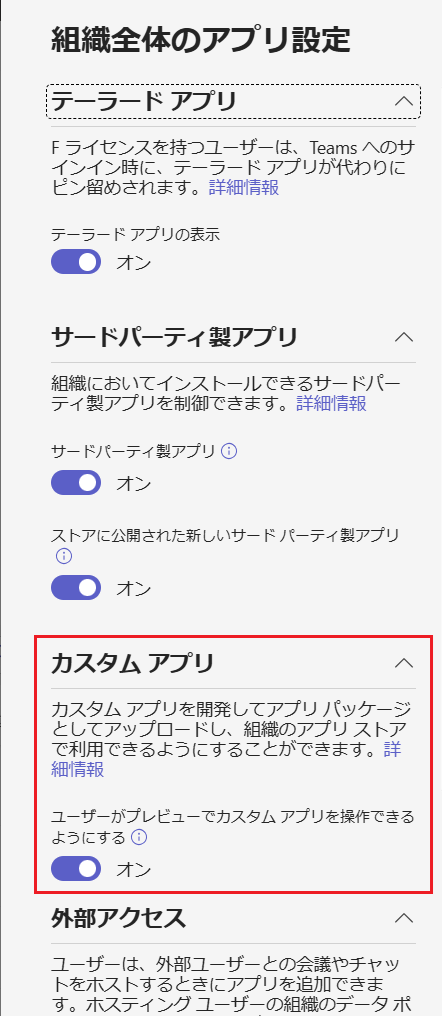 組織全体のアプリ設定
テーラード アプリ
F ライセンスを持つユーザーは、Teams へのサ
インイン時に、テーラード アプリが代わりに
ピン留めされます。詳細情報
テーラード アプリの表示
オン
サードパーティ製アプリ
組織においてインストールできるサードパー
ティ製アプリを制御できます。詳細情報
サードパーティ製アプリ
オン
ストアに公開された新しいサード パーティ製アプリ
オン
カスタム アプリ
カスタム アプリを開発してアプリ パッケージ
としてアップロードし、組織のアプリ ストア
で利用できるようにすることができます。詳
細情報
ユーザーがプレビューでカスタム アプリを操作できる
ようにする
オン
外部アクセス
ユーザーは、外部ユーザーとの会議やチャッ
トをホストするときにアプリを追加できま
す。ホスティング ユーザーの組織のデータ ポ